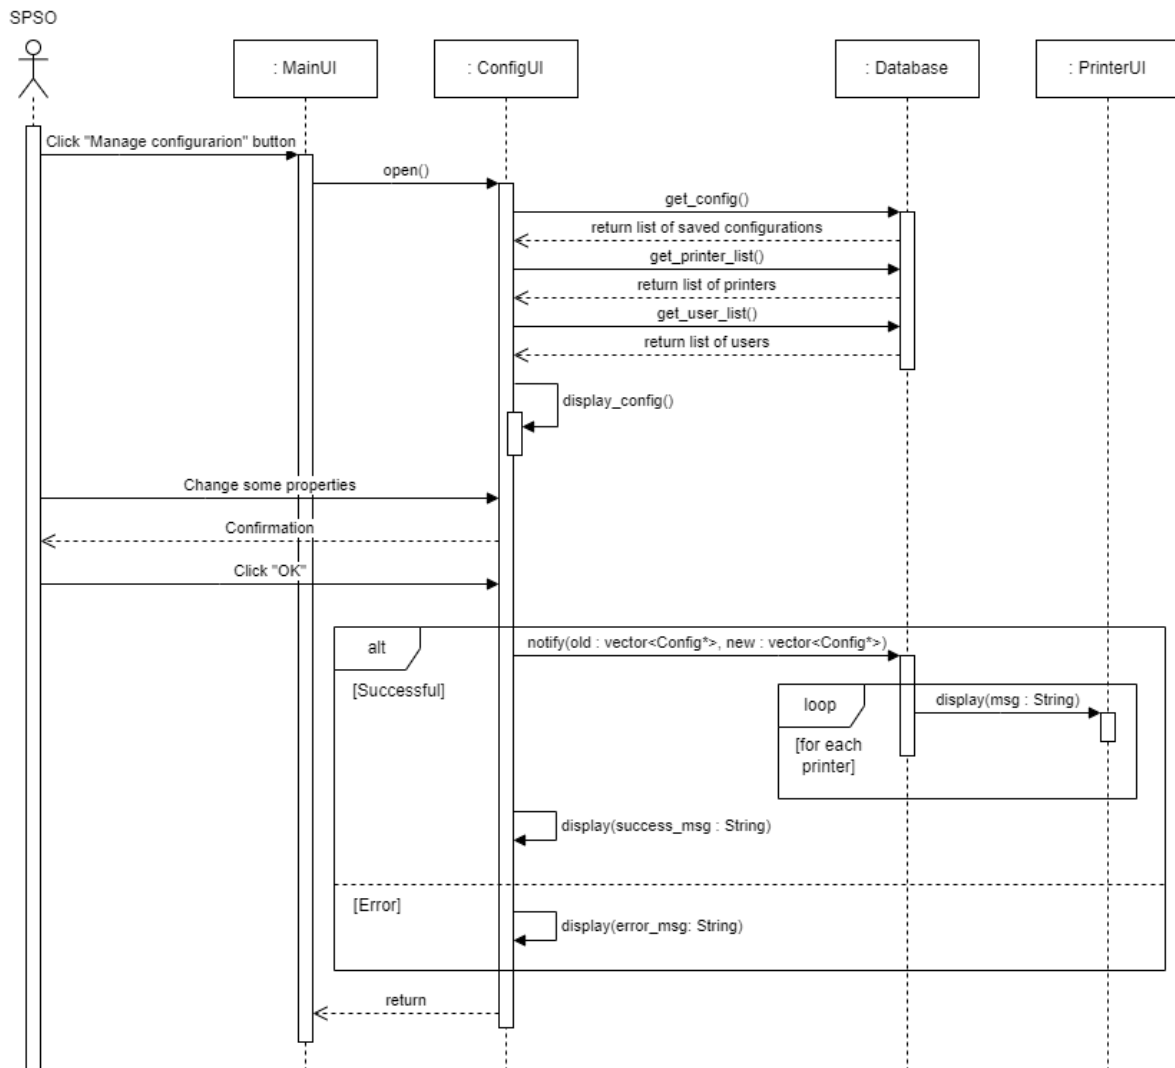 SPSO
: MainUI
: ConfigUI
: Database
: PrinterUI
Click "Manage configurarion" button
open()
get_config()
return list of saved configurations
get_printer_list()
return list of printers
get_user_list()
return list of users
display_config()
Change some properties
Confirmation
Click "OK"
alt
notify(old : vector<Config*>, new : vector<Config*>)
[Successful]
loop
display(msg : String)
[for each
printer]
display(success_msg : String)
[Error]
display(error_msg: String)
return